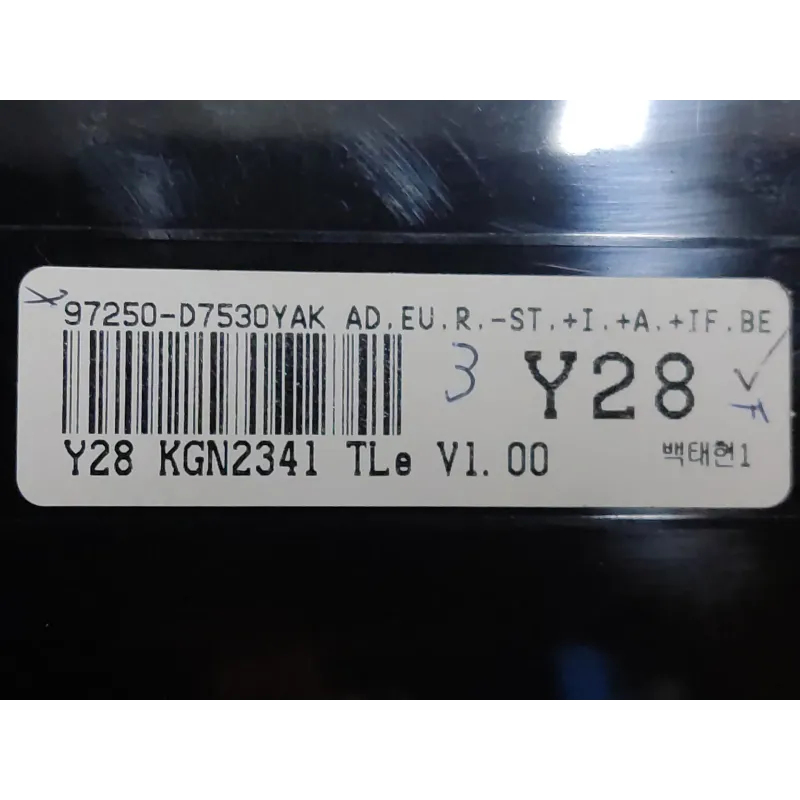 97250-D7530YAK AD.EU.R.-ST.+I.+A.+IF.BE
3 Y28
Y28 KGN2341 TLe V1.00 백태현1